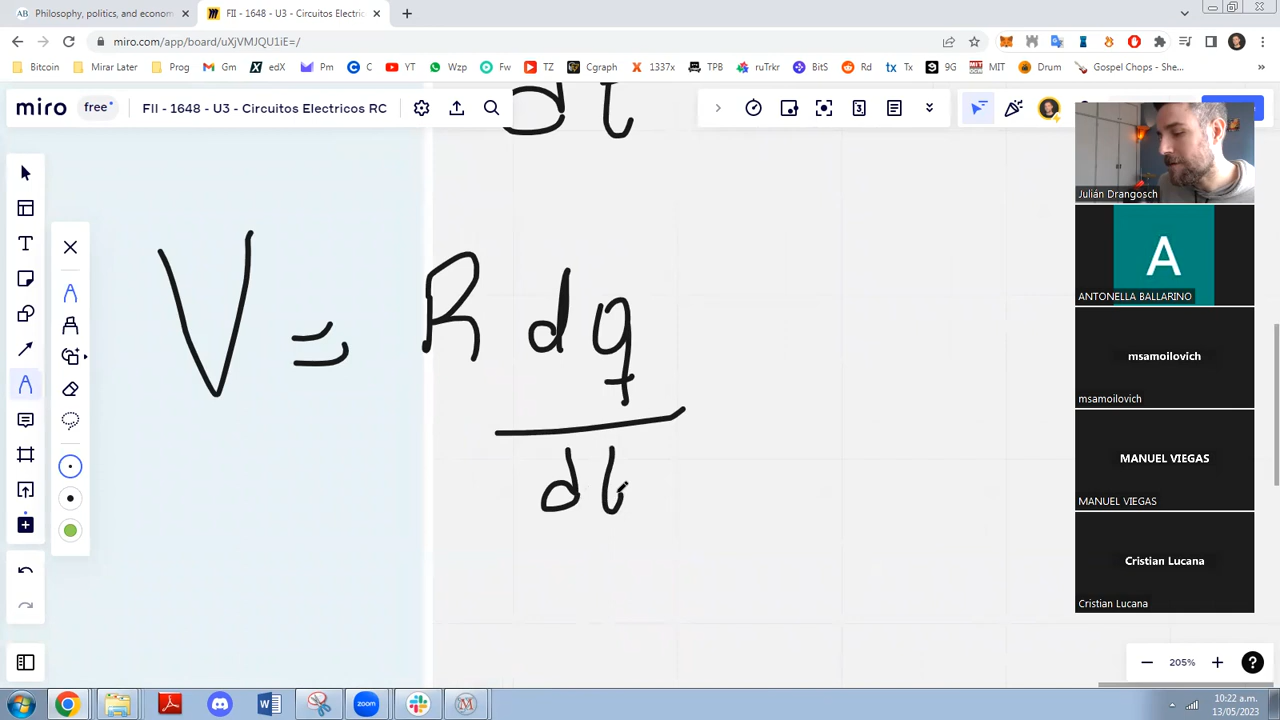 Philosophy, politics, and econom
FII - 1648 - U3 - Circuitos Electric
miro.com/app/board/uXjVMJQU1iE=/
Bitcoin Mirar Later Prog Gm edX Pm C YT Wzp Fw TZ Cgraph 1337x TPB ruTrkr BitS Rd Tx 9G MIT Drum Gospel Chops - She...
miro free FII - 1648 - U3 - Circuitos Electricos RC
dt
V = R dq
dt
Julián Drangosch
A
ANTONELLA BALLARINO
msamoilovich
msamoilovich
MANUEL VIEGAS
MANUEL VIEGAS
Cristian Lucana
Cristian Lucana
205%
10:22 a.m.
13/05/2023